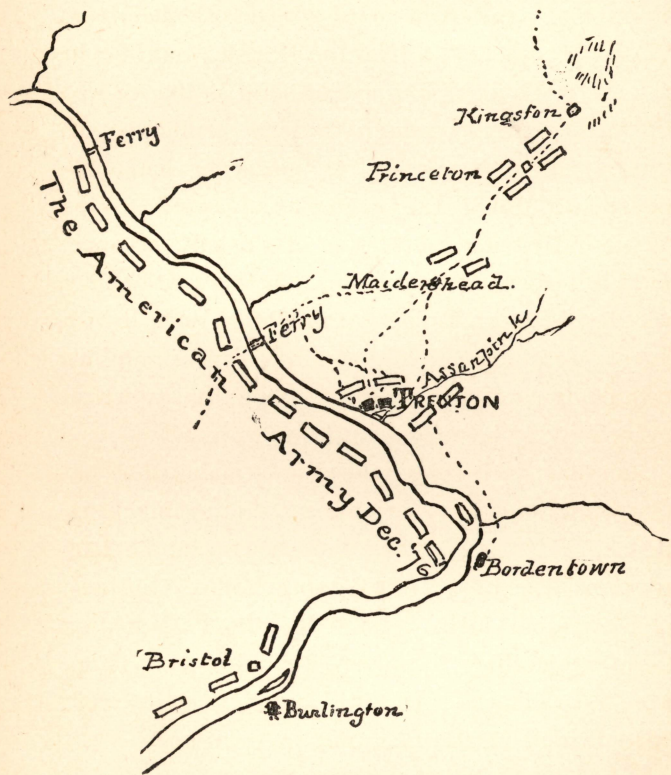 Kingston
Ferry
Princeton
The American Army Dec. '76
Maidenhead.
Ferry
Assanpink
TRENTON
Bordentown
Bristol
Burlington